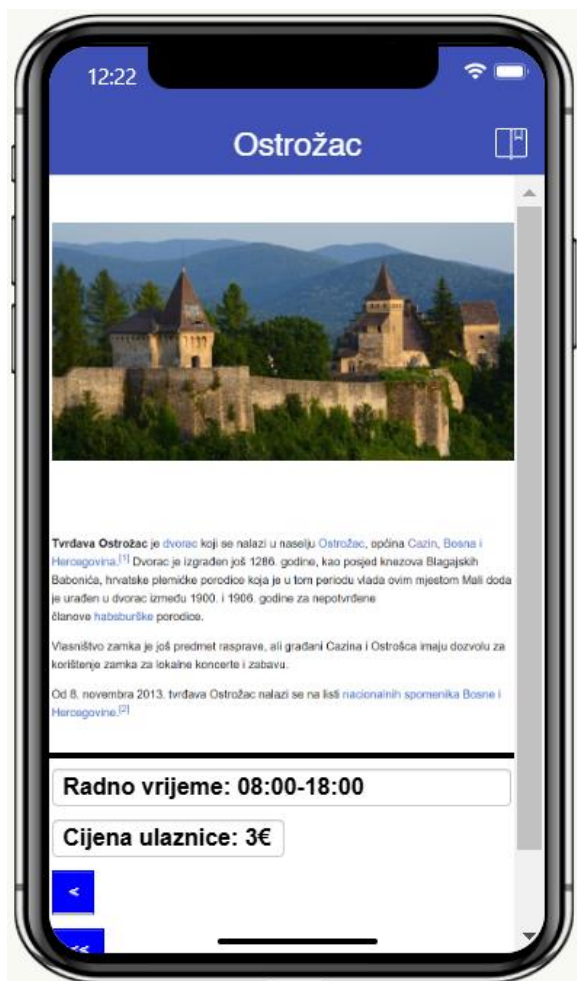 12:22
Ostrožac
Tvrđava Ostrožac je dvorac koji se nalazi u naselju Ostrožac, općina Cazin, Bosna i
Hercegovina.[1] Dvorac je izgrađen još 1286. godine, kao posjed knezova Blagajskih
Babonića, hrvatske plemićke porodice koja je u tom periodu vlada ovim mjestom Mali doda
je urađen u dvorac između 1900. i 1906. godine za nepotvrđene
članove habsburške porodice.
Vlasništvo zamka je još predmet rasprave, ali građani Cazina i Ostrošca imaju dozvolu za
korištenje zamka za lokalne koncerte i zabavu.
Od 8. novembra 2013. tvrđava Ostrožac nalazi se na listi nacionalnih spomenika Bosne i
Hercegovine.[2]
Radno vrijeme: 08:00-18:00
Cijena ulaznice: 3€
<
<<